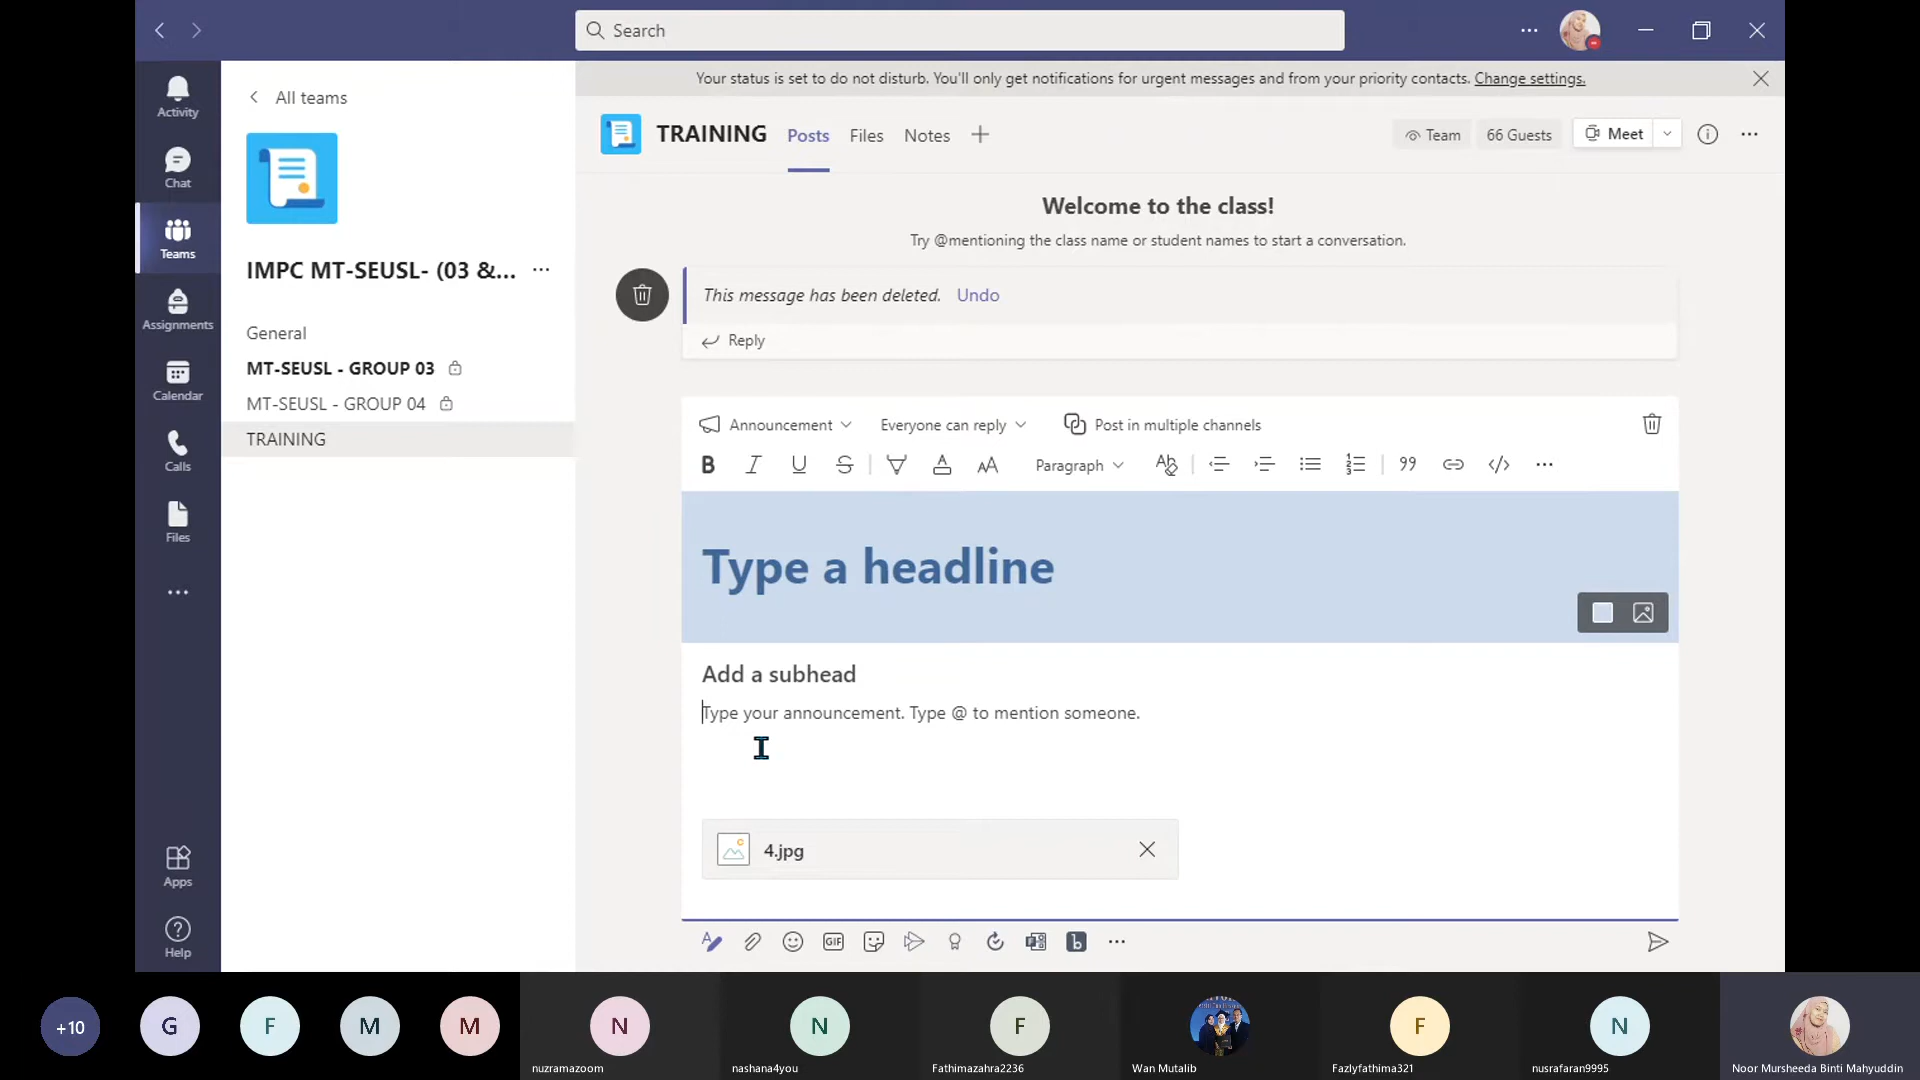 Search
Your status is set to do not disturb. You'll only get notifications for urgent messages and from your priority contacts. Change settings.
Activity
Chat
Teams
Assignments
Calendar
Calls
Files
Apps
Help
All teams
IMPC MT-SEUSL- (03 &...
General
MT-SEUSL - GROUP 03
MT-SEUSL - GROUP 04
TRAINING
TRAINING Posts Files Notes
Team 66 Guests Meet
Welcome to the class!
Try @mentioning the class name or student names to start a conversation.
This message has been deleted. Undo
Reply
Announcement Everyone can reply Post in multiple channels
B I U S Paragraph
Type a headline
Add a subhead
Type your announcement. Type @ to mention someone.
4.jpg
GIF
+10 G F M M N N F F N
nuzramazoom nashana4you Fathimazahra2236 Wan Mutalib Fazlyfathima321 nusrafaran9995 Noor Mursheeda Binti Mahyuddin